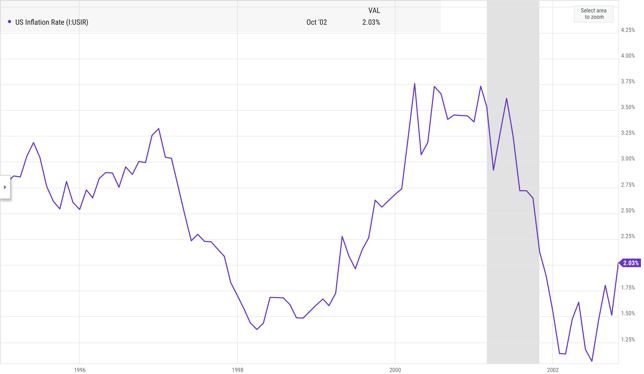 VAL
US Inflation Rate (I:USIR) Oct '02 2.03%
Select area
to zoom
4.25%
4.00%
3.75%
3.50%
3.25%
3.00%
2.75%
2.50%
2.25%
2.03%
1.75%
1.50%
1.25%
1996 1998 2000 2002